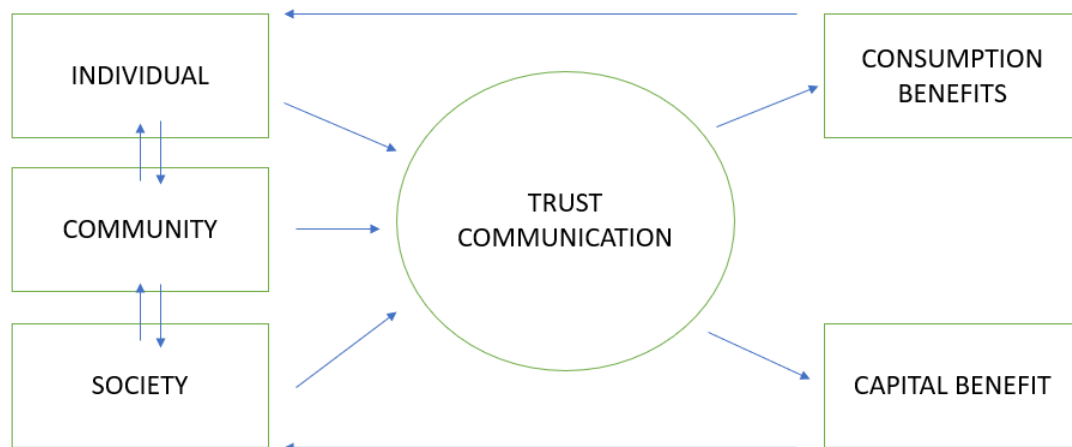 INDIVIDUAL
COMMUNITY
SOCIETY
TRUST
COMMUNICATION
CONSUMPTION
BENEFITS
CAPITAL BENEFIT